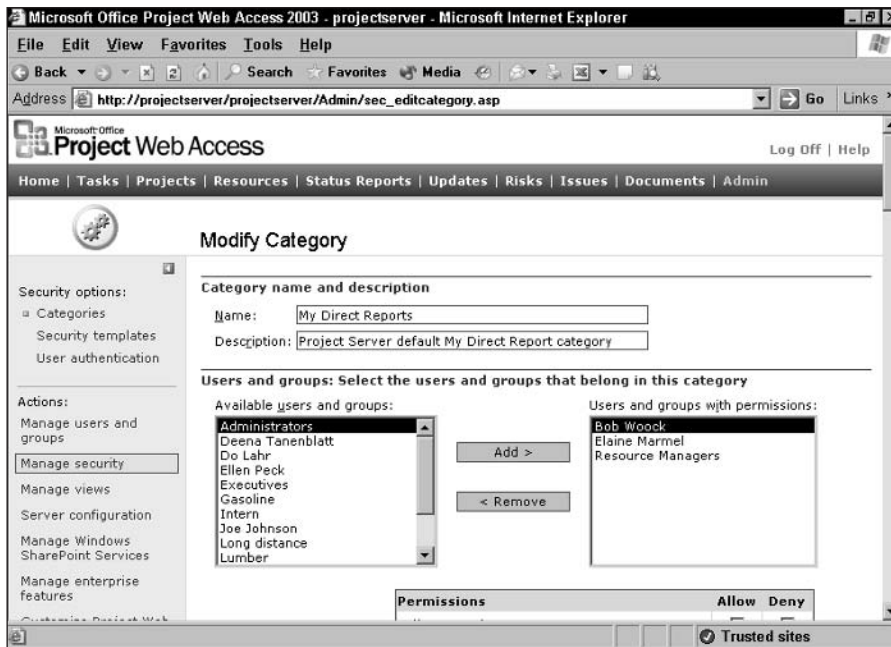 Microsoft Office Project Web Access 2003 - projectserver - Microsoft Internet Explorer
File Edit View Favorites Tools Help
Back Search Favorites Media
Address http://projectserver/projectserver/Admin/sec_editcategory.asp Go Links
Microsoft Office
Project Web Access
Log Off | Help
Home | Tasks | Projects | Resources | Status Reports | Updates | Risks | Issues | Documents | Admin
Modify Category
Security options:
Categories
Security templates
User authentication
Actions:
Manage users and
groups
Manage security
Manage views
Server configuration
Manage Windows
SharePoint Services
Manage enterprise
features
Category name and description
Name: My Direct Reports
Description: Project Server default My Direct Report category
Users and groups: Select the users and groups that belong in this category
Available users and groups:
Administrators
Deena Tanenblatt
Do Lahr
Ellen Peck
Executives
Gasoline
Intern
Joe Johnson
Long distance
Lumber
Add >
< Remove
Users and groups with permissions:
Bob Woock
Elaine Marmel
Resource Managers
Permissions Allow Deny
Trusted sites